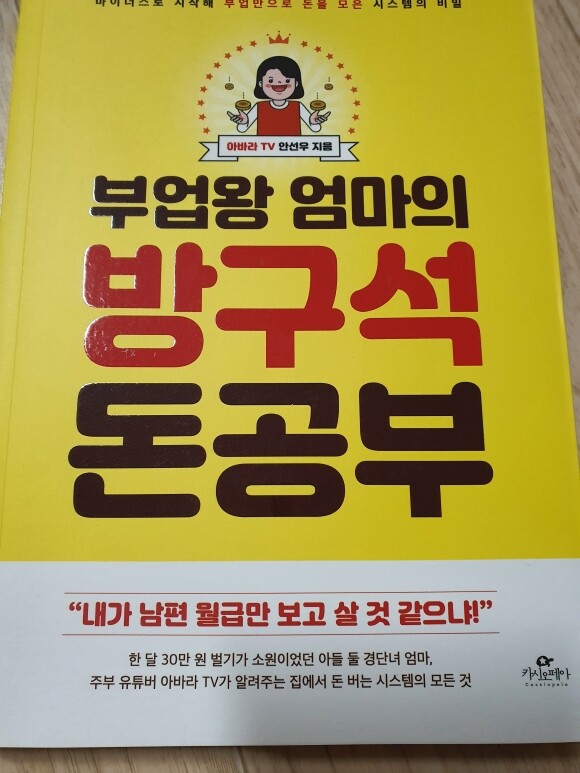 마이너스로 시작해 부업만으로 돈을 모은 시스템의 비밀
아바라 TV 안선우 지음
부업왕 엄마의
방구석
돈공부
“내가 남편 월급만 보고 살 것 같으냐!”
한 달 30만 원 벌기가 소원이었던 아들 둘 경단녀 엄마,
주부 유튜버 아바라 TV가 알려주는 집에서 돈 버는 시스템의 모든 것
카시오페아
Cassiopeia